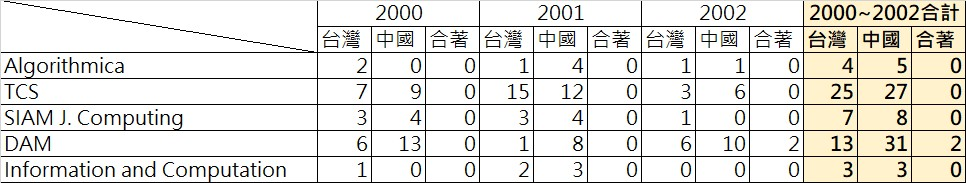 2000 2001 2002 2000~2002合計
台灣 中國 合著 台灣 中國 合著 台灣 中國 合著 台灣 中國 合著
Algorithmica 2 0 0 1 4 0 1 1 0 4 5 0
TCS 7 9 0 15 12 0 3 6 0 25 27 0
SIAM J. Computing 3 4 0 3 4 0 1 0 0 7 8 0
DAM 6 13 0 1 8 0 6 10 2 13 31 2
Information and Computation 1 0 0 2 3 0 0 0 0 3 3 0